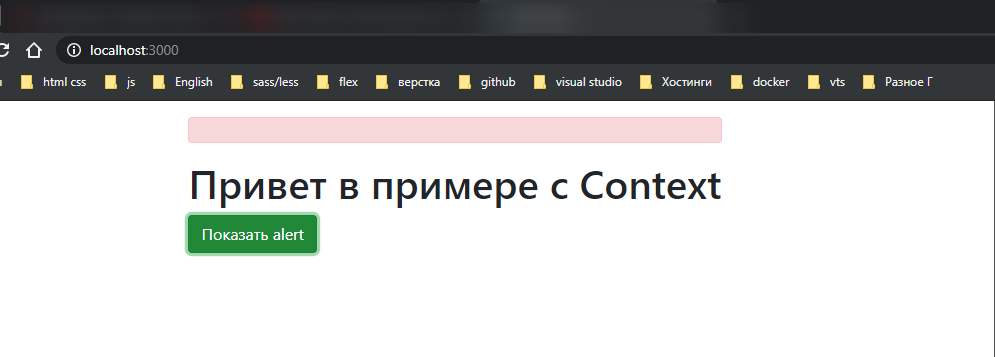 localhost:3000
html css js English sass/less flex верстка github visual studio Хостинги docker vts Разное Г
Привет в примере с Context
Показать alert